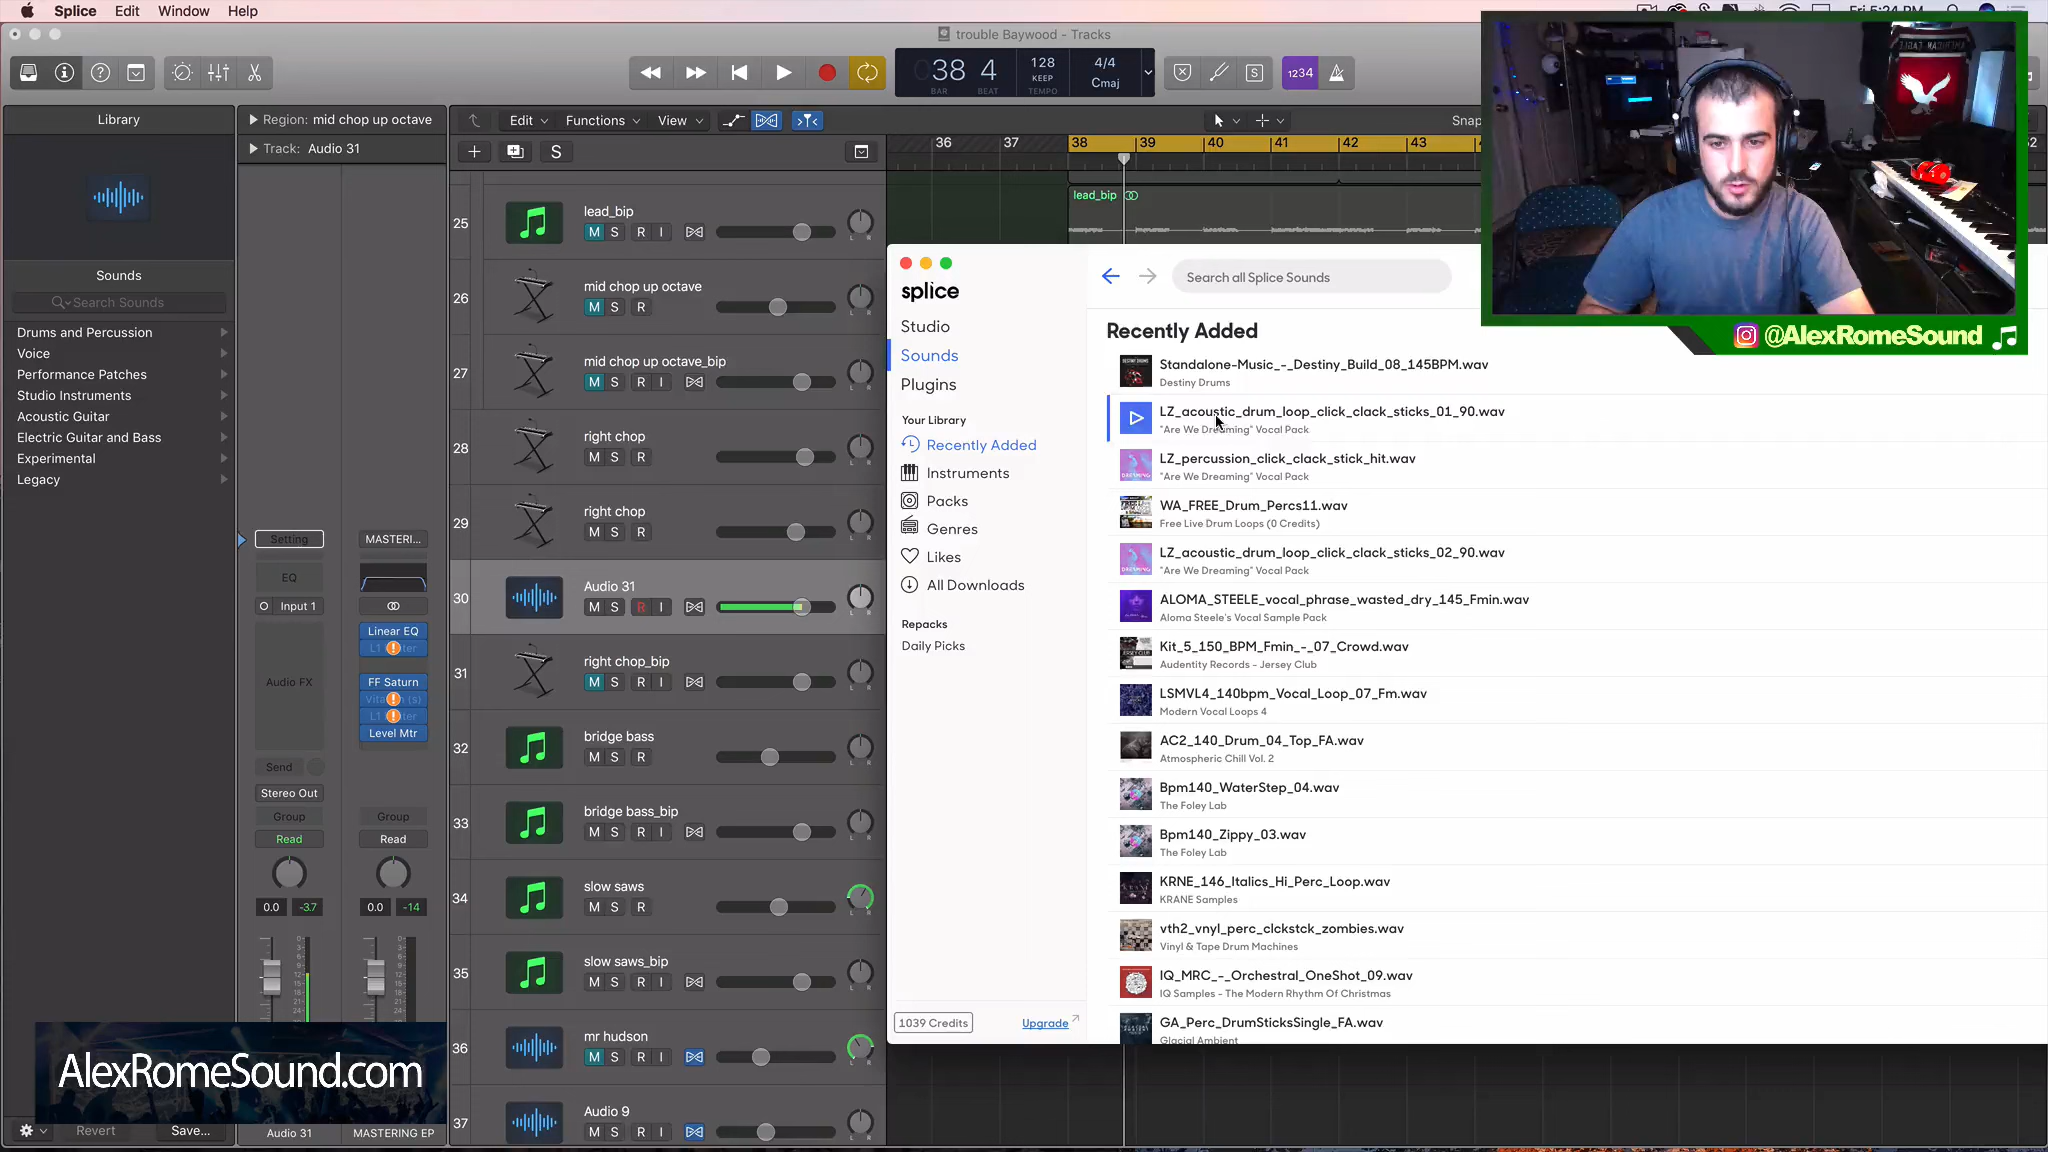 Splice Edit Window Help
Fri 5:24 PM
trouble Baywood - Tracks
38 4
BAR BEAT
128
KEEP
TEMPO
4/4
Cmaj
S
1234
Library
Region: mid chop up octave
Track: Audio 31
Edit Functions View
Snap
S
36 37 38 39 40 41 42 43
Sounds
Search Sounds
Drums and Percussion
Voice
Performance Patches
Studio Instruments
Acoustic Guitar
Electric Guitar and Bass
Experimental
Legacy
Setting
EQ
Input 1
Audio FX
Send
Stereo Out
Group
Read
0.0 -3.7
MASTERI...
Linear EQ
FF Saturn
Level Mtr
Group
Read
0.0 -14
25 lead_bip
M S R I
26 mid chop up octave
M S R
27 mid chop up octave_bip
M S R I
28 right chop
M S R
29 right chop
M S R
30 Audio 31
M S R I
31 right chop_bip
M S R I
32 bridge bass
M S R
33 bridge bass_bip
M S R I
34 slow saws
M S R
35 slow saws_bip
M S R I
36 mr hudson
M S R I
37 Audio 9
M S R I
lead_bip
splice
Studio
Sounds
Plugins
Your Library
Recently Added
Instruments
Packs
Genres
Likes
All Downloads
Repacks
Daily Picks
1039 Credits
Upgrade
Search all Splice Sounds
Recently Added
Standalone-Music_-_Destiny_Build_08_145BPM.wav
Destiny Drums
LZ_acoustic_drum_loop_click_clack_sticks_01_90.wav
"Are We Dreaming" Vocal Pack
LZ_percussion_click_clack_stick_hit.wav
"Are We Dreaming" Vocal Pack
WA_FREE_Drum_Percs11.wav
Free Live Drum Loops (0 Credits)
LZ_acoustic_drum_loop_click_clack_sticks_02_90.wav
"Are We Dreaming" Vocal Pack
ALOMA_STEELE_vocal_phrase_wasted_dry_145_Fmin.wav
Aloma Steele's Vocal Sample Pack
Kit_5_150_BPM_Fmin_-_07_Crowd.wav
Audentity Records - Jersey Club
LSMVL4_140bpm_Vocal_Loop_07_Fm.wav
Modern Vocal Loops 4
AC2_140_Drum_04_Top_FA.wav
Atmospheric Chill Vol. 2
Bpm140_WaterStep_04.wav
The Foley Lab
Bpm140_Zippy_03.wav
The Foley Lab
KRNE_146_Italics_Hi_Perc_Loop.wav
KRANE Samples
vth2_vnyl_perc_clckstck_zombies.wav
Vinyl & Tape Drum Machines
IQ_MRC_-_Orchestral_OneShot_09.wav
IQ Samples - The Modern Rhythm Of Christmas
GA_Perc_DrumSticksSingle_FA.wav
Glacial Ambient
@AlexRomeSound
AlexRomeSound.com
Revert Save...
Audio 31 MASTERING EP